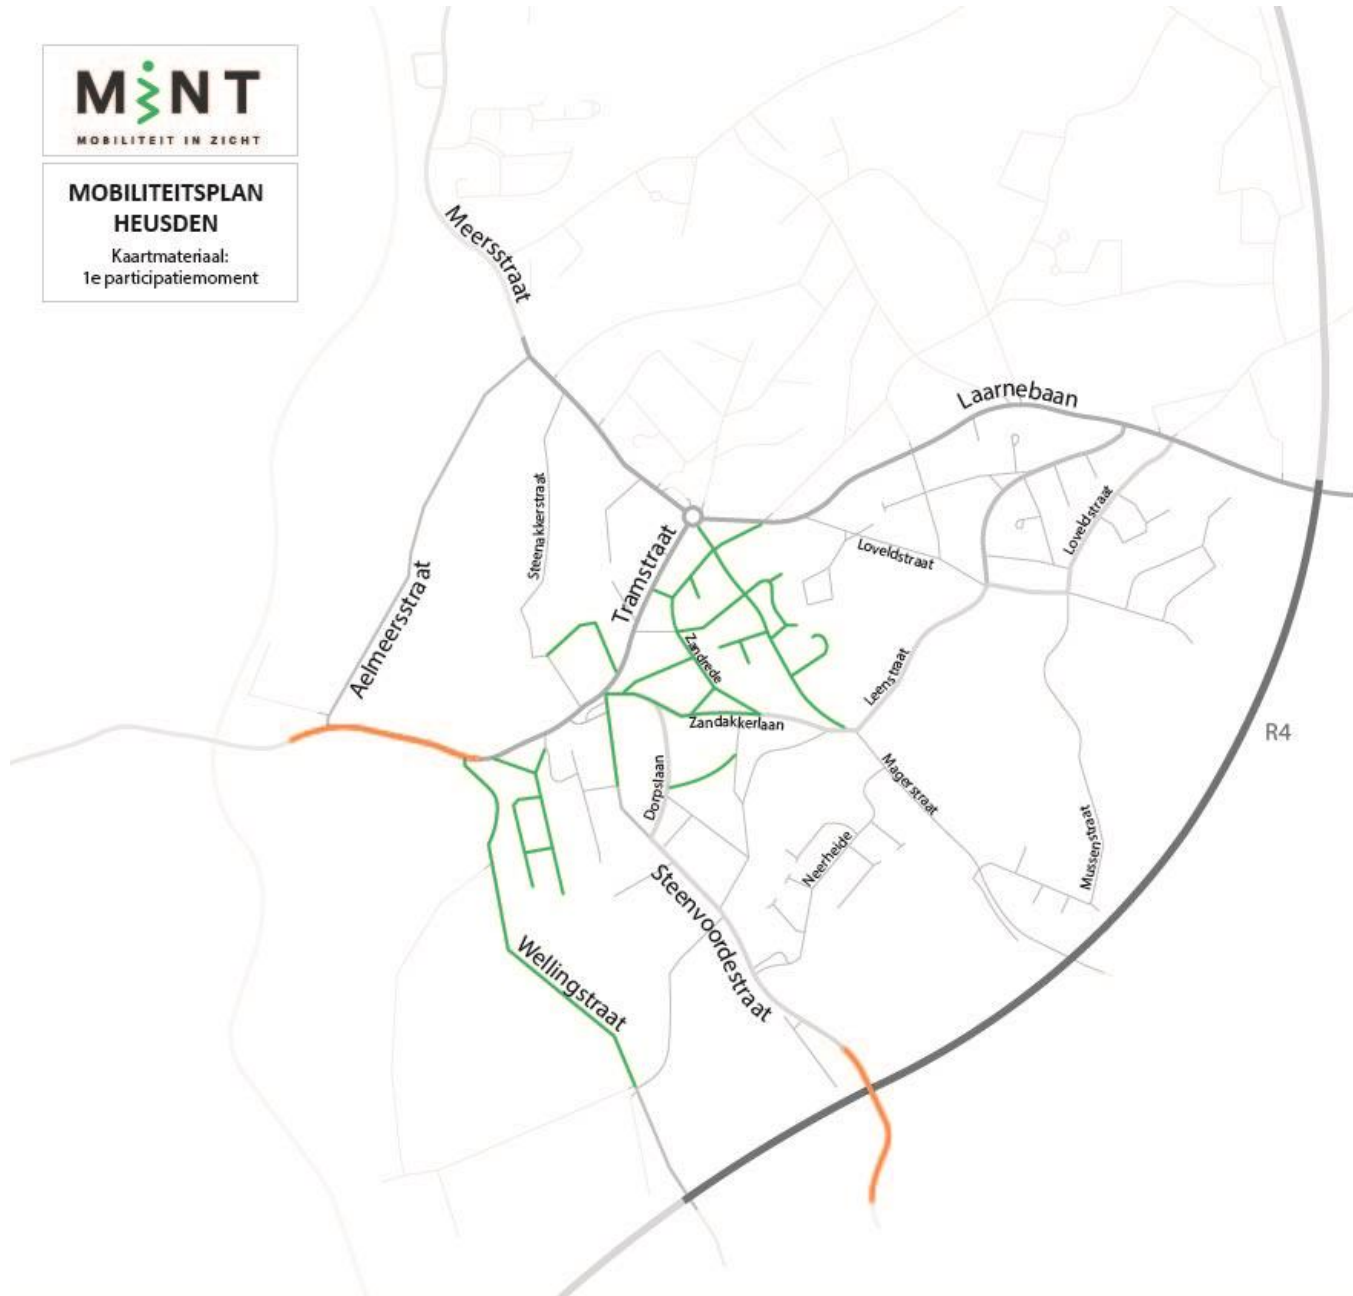 MINT
MOBILITEIT IN ZICHT
MOBILITEITSPLAN
HEUSDEN
Kaartmateriaal:
1e participatiemoment
Meersstraat
Laarnebaan
Steenakkerstraat
Tramstraat
Loveldstraat
Loveldstraat
Aelmeersstraat
Zandrede
Leenstraat
Zandakkerlaan
R4
Dorpslaan
Magerstraat
Neerheide
Mussenstraat
Steenvoordestraat
Wellingstraat